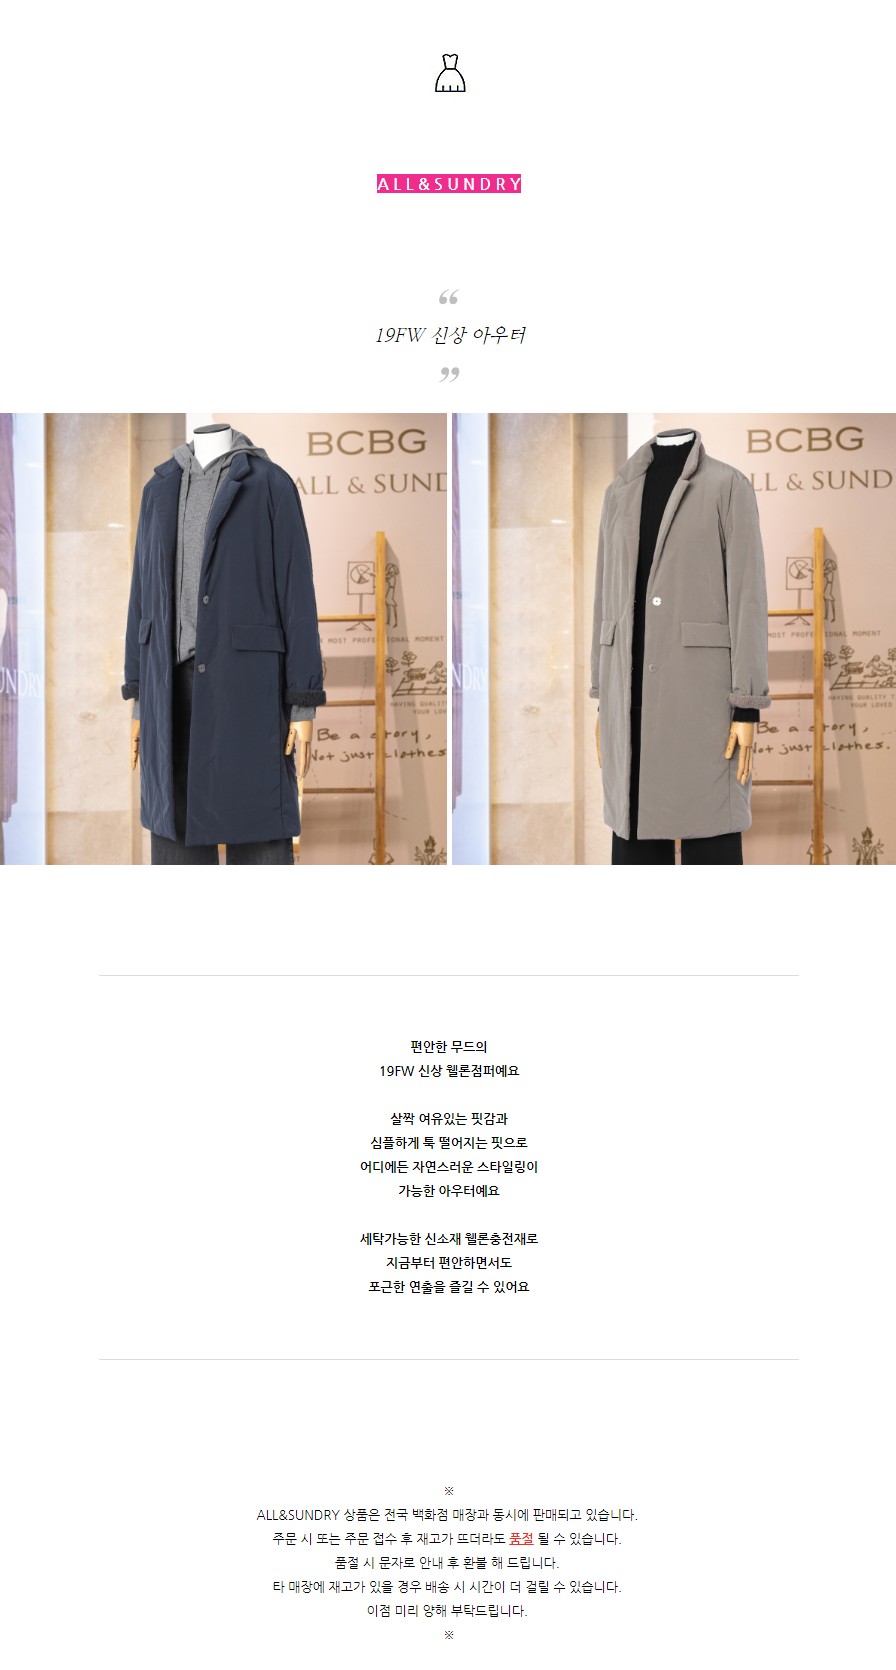 ALL&SUNDRY
“
19FW 신상 아우터
”
BCBG
ALL & SUND
MOST PROFESSIONAL MOMENT
UNDRY
Be a story,
Not just clothes.
BCBG
ALL & SUND
MOST PROFESSIONAL MOMENT
NDRY
HAVING QUALITY T
YOUR LOVED
Be a story,
Not just clothes.
편안한 무드의
19FW 신상 웰론점퍼예요
살짝 여유있는 핏감과
심플하게 툭 떨어지는 핏으로
어디에든 자연스러운 스타일링이
가능한 아우터예요
세탁가능한 신소재 웰론충전재로
지금부터 편안하면서도
포근한 연출을 즐길 수 있어요
※
ALL&SUNDRY 상품은 전국 백화점 매장과 동시에 판매되고 있습니다.
주문 시 또는 주문 접수 후 재고가 뜨더라도 품절 될 수 있습니다.
품절 시 문자로 안내 후 환불 해 드립니다.
타 매장에 재고가 있을 경우 배송 시 시간이 더 걸릴 수 있습니다.
이점 미리 양해 부탁드립니다.
※